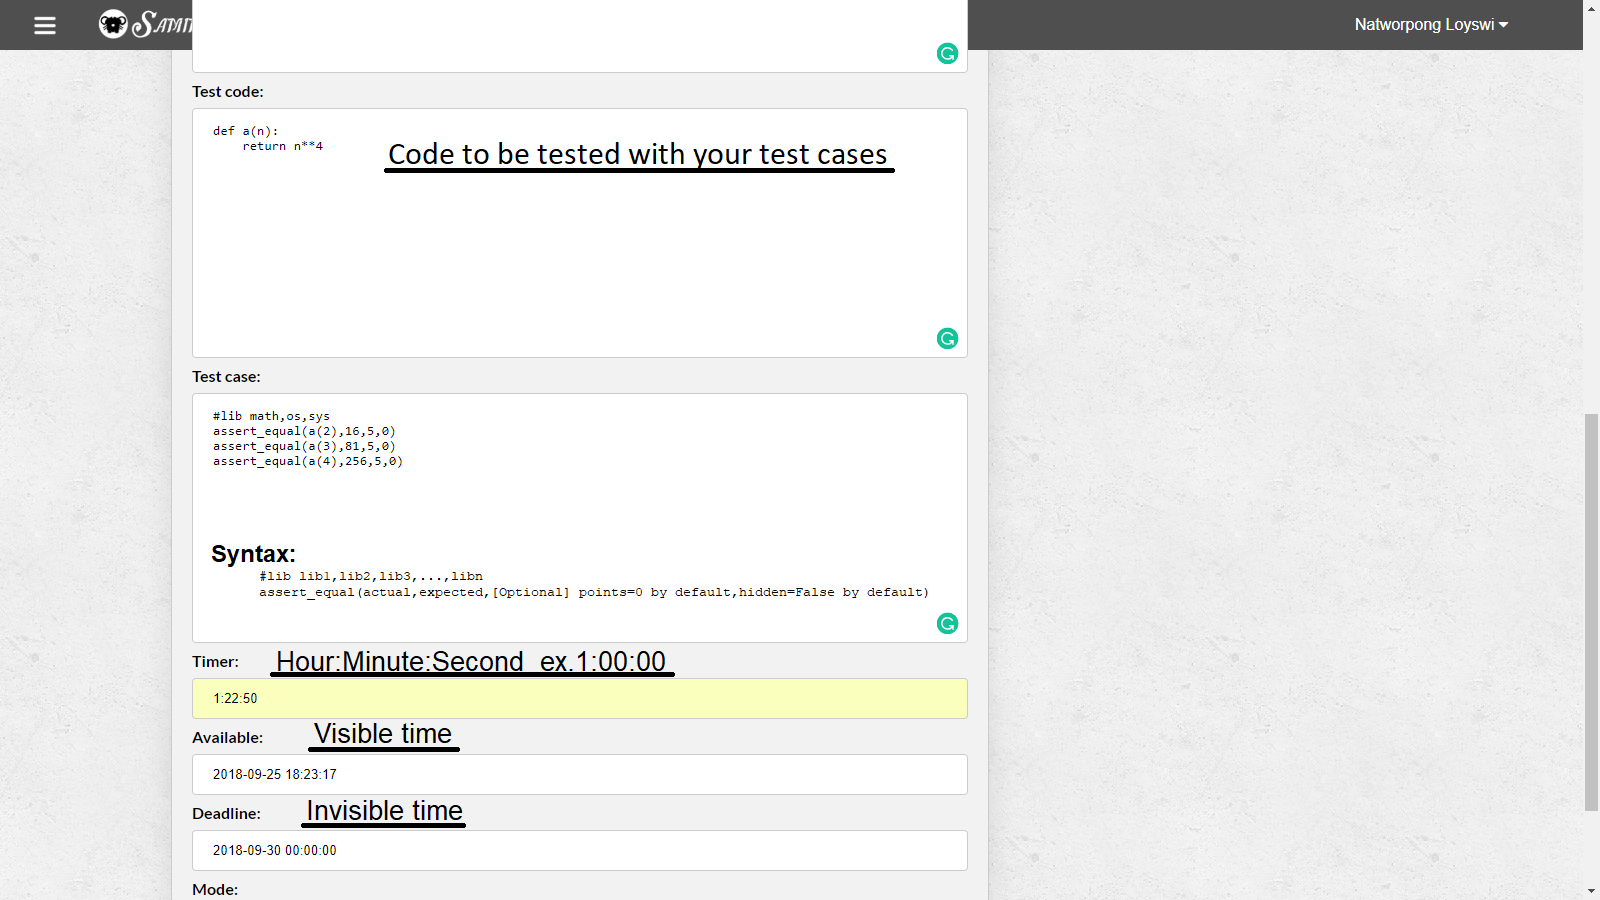 Natworpong Loyswi
Test code:
def a(n):
    return n**4
Code to be tested with your test cases
Test case:
#lib math,os,sys
assert_equal(a(2),16,5,0)
assert_equal(a(3),81,5,0)
assert_equal(a(4),256,5,0)
Syntax:
#lib lib1,lib2,lib3,...,libn
assert_equal(actual,expected,[Optional] points=0 by default,hidden=False by default)
Timer: Hour:Minute:Second ex.1:00:00
1:22:50
Available: Visible time
2018-09-25 18:23:17
Deadline: Invisible time
2018-09-30 00:00:00
Mode: